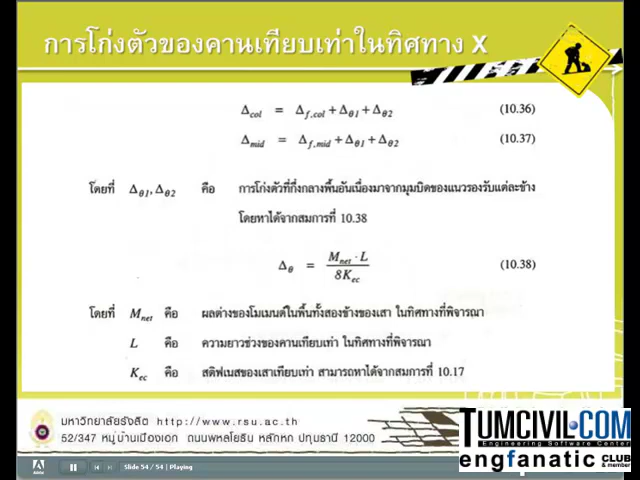 การโก่งตัวของคานเทียบเท่าในทิศทาง X
Δcol = Δf.col + Δθ1 + Δθ2 (10.36)
Δmid = Δf.mid + Δθ1 + Δθ2 (10.37)
โดยที่ Δθ1, Δθ2 คือ การโก่งตัวที่กึ่งกลางพื้นอันเนื่องมาจากมุมบิดของแนวรองรับแต่ละข้าง
โดยหาได้จากสมการที่ 10.38
Δθ = Mnet · L / 8Kec (10.38)
โดยที่ Mnet คือ ผลต่างของโมเมนต์ในพื้นทั้งสองข้างของเสา ในทิศทางที่พิจารณา
L คือ ความยาวช่วงของคานเทียบเท่า ในทิศทางที่พิจารณา
Kec คือ สติฟเนสของเสาเทียบเท่า สามารถหาได้จากสมการที่ 10.17
มหาวิทยาลัยรังสิต http://www.rsu.ac.th
52/347 หมู่บ้านเมืองเอก ถนนพหลโยธิน หลักหก ปทุมธานี 12000
TUMCIVIL.COM
Engineering Software Center
engfanatic CLUB
& member
Adobe
Slide 54 / 54 | Playing